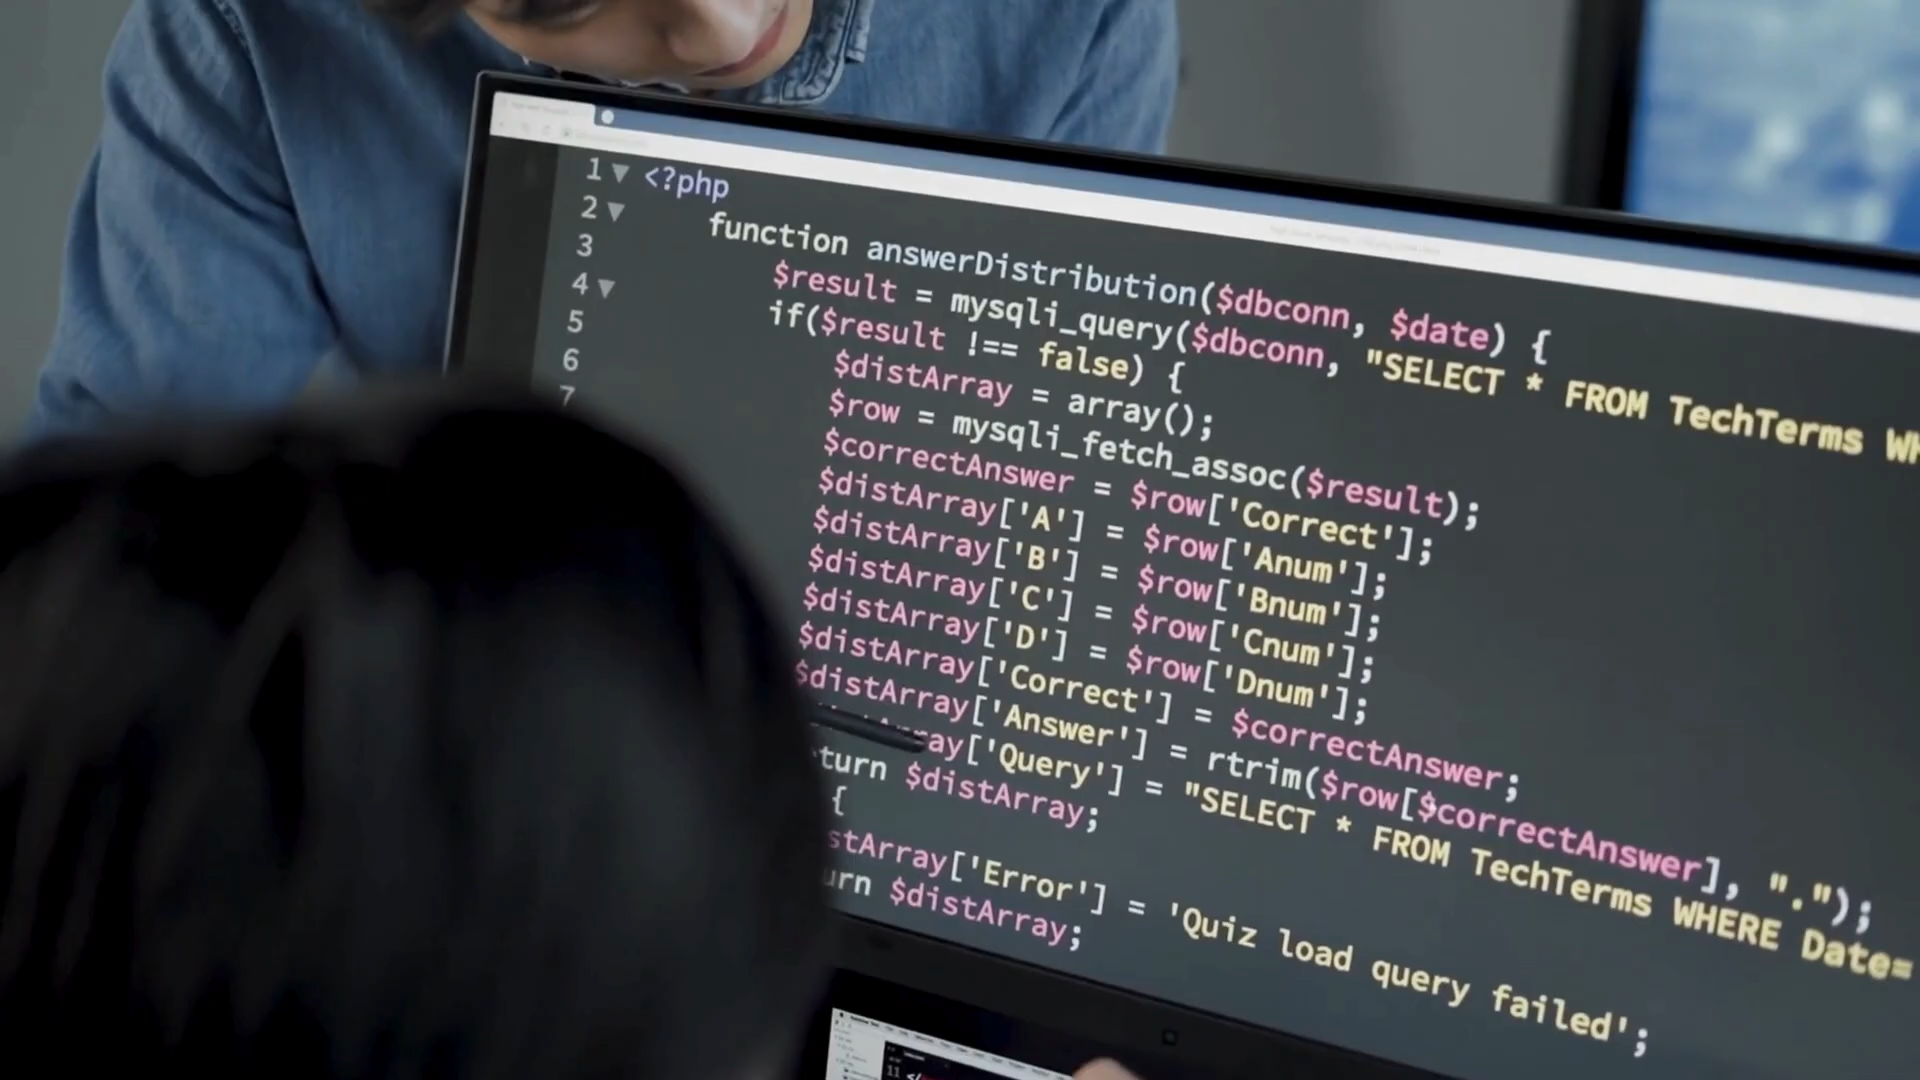 1 <?php
2 function answerDistribution($dbconn, $date) {
3 $result = mysqli_query($dbconn, "SELECT * FROM TechTerms WH
4 if($result !== false) {
5 $distArray = array();
6 $row = mysqli_fetch_assoc($result);
7 $correctAnswer = $row['Correct'];
$distArray['A'] = $row['Anum'];
$distArray['B'] = $row['Bnum'];
$distArray['C'] = $row['Cnum'];
$distArray['D'] = $row['Dnum'];
$distArray['Correct'] = $correctAnswer;
$distArray['Answer'] = rtrim($row[$correctAnswer], ".");
ray['Query'] = "SELECT * FROM TechTerms WHERE Date=
turn $distArray;
{
stArray['Error'] = 'Quiz load query failed';
urn $distArray;
11 </